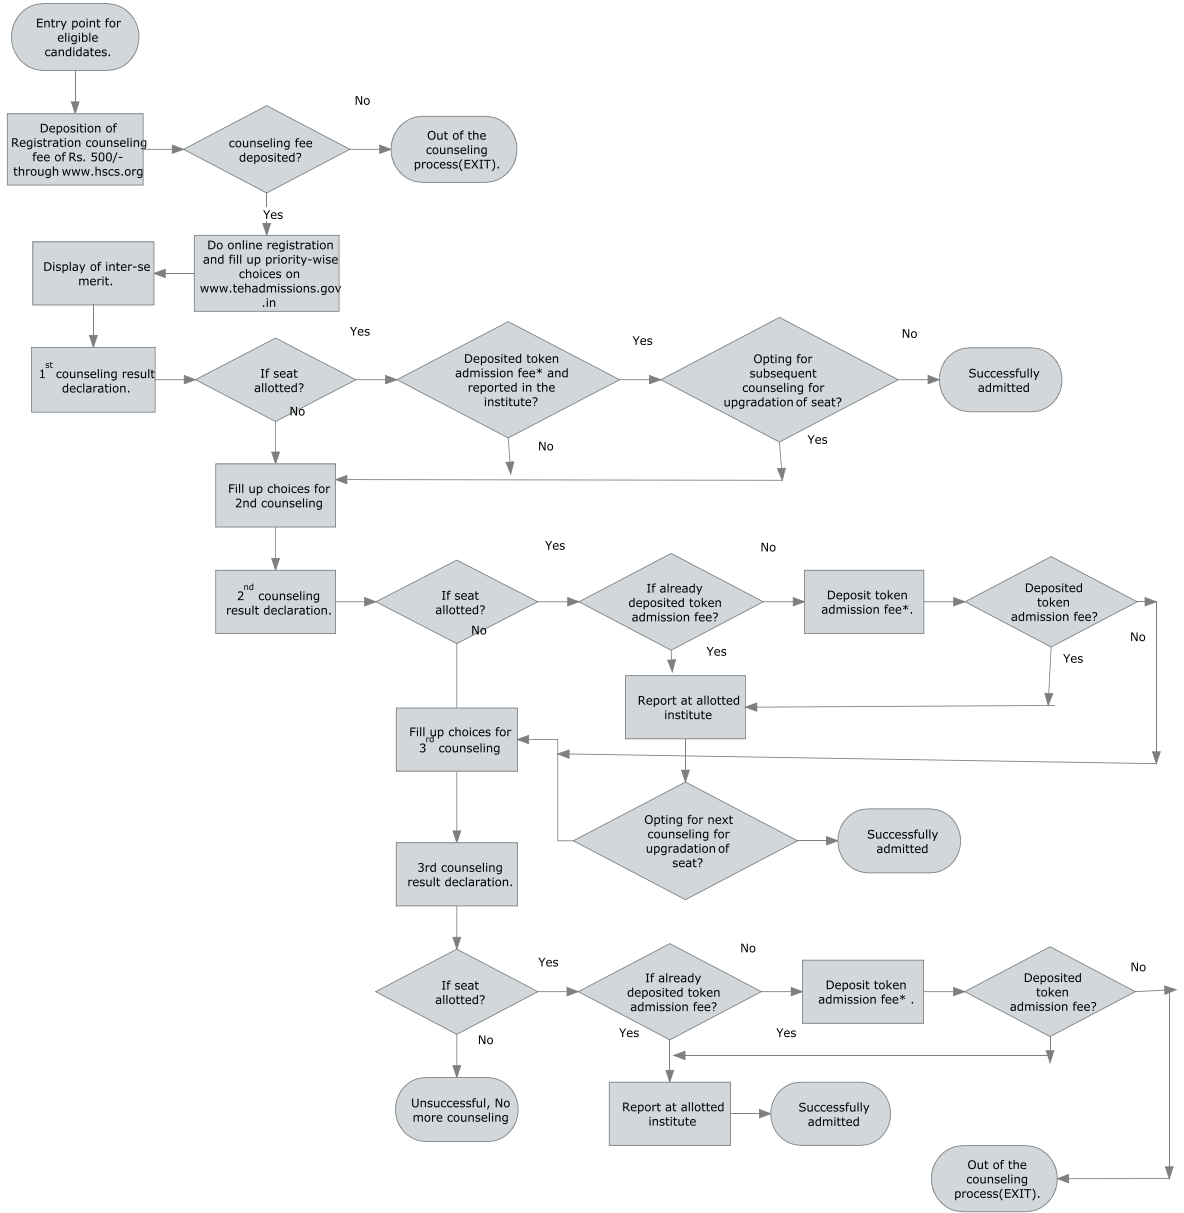 Entry point for
eligible
candidates.
No
Deposition of
Registration counseling
fee of Rs. 500/-
through www.hscs.org
counseling fee
deposited?
Out of the
counseling
process(EXIT).
Yes
Do online registration
and fill up priority-wise
choices on
www.tehadmissions.gov
.in
Display of inter-se
merit.
Yes
Yes
No
1st counseling result
declaration.
If seat
allotted?
No
Deposited token
admission fee* and
reported in the
institute?
No
Opting for
subsequent
counseling for
upgradation of seat?
Yes
Successfully
admitted
Fill up choices for
2nd counseling
Yes
No
2nd counseling
result declaration.
If seat
allotted?
No
If already
deposited token
admission fee?
Yes
Deposit token
admission fee*.
Deposited
token
admission fee?
No
Yes
Report at allotted
institute
Fill up choices for
3rd counseling
Opting for next
counseling for
upgradation of
seat?
Successfully
admitted
3rd counseling
result declaration.
Yes
No
No
If seat
allotted?
No
If already
deposited token
admission fee?
Yes
Deposit token
admission fee* .
Yes
Deposited
token
admission fee?
Unsuccessful, No
more counseling
Report at allotted
institute
Successfully
admitted
Out of the
counseling
process(EXIT).